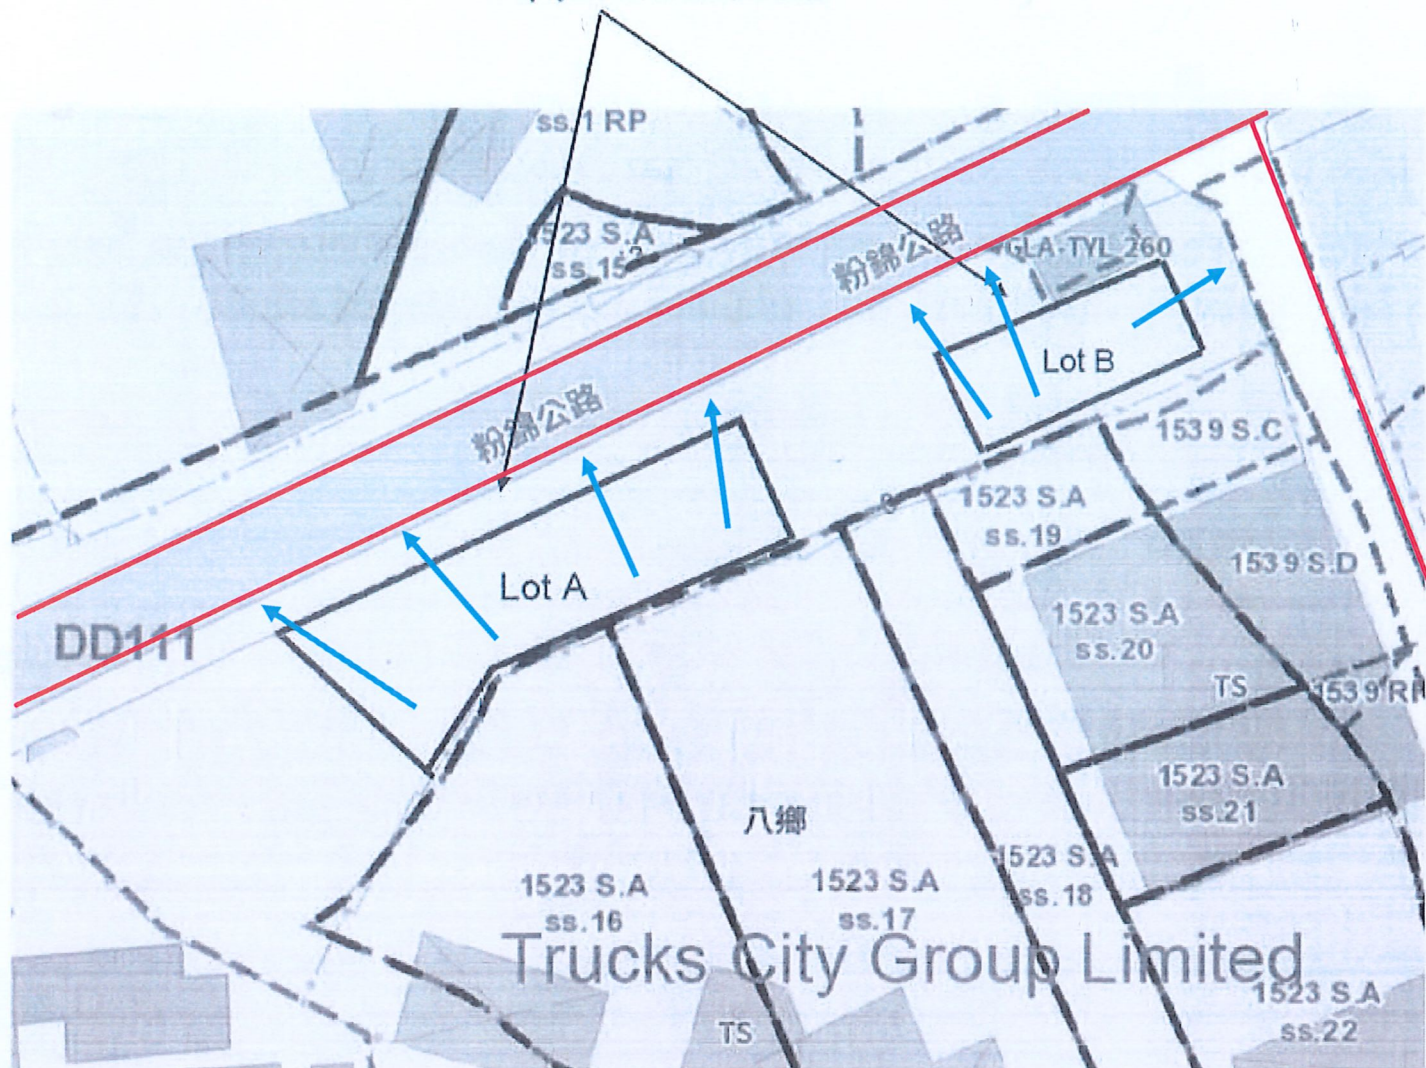 ss.1 RP
1523 S.A
ss.15
粉錦公路
GLA-TYL 260
Lot B
粉錦公路
1539 S.C
1523 S.A
ss.19
Lot A
1539 S.D
1523 S.A
ss.20
DD111
TS
1539 RP
1523 S.A
ss.21
八鄉
1523 S.A
ss.18
1523 S.A
ss.17
1523 S.A
ss.16
Trucks City Group Limited
1523 S.A
ss.22
TS